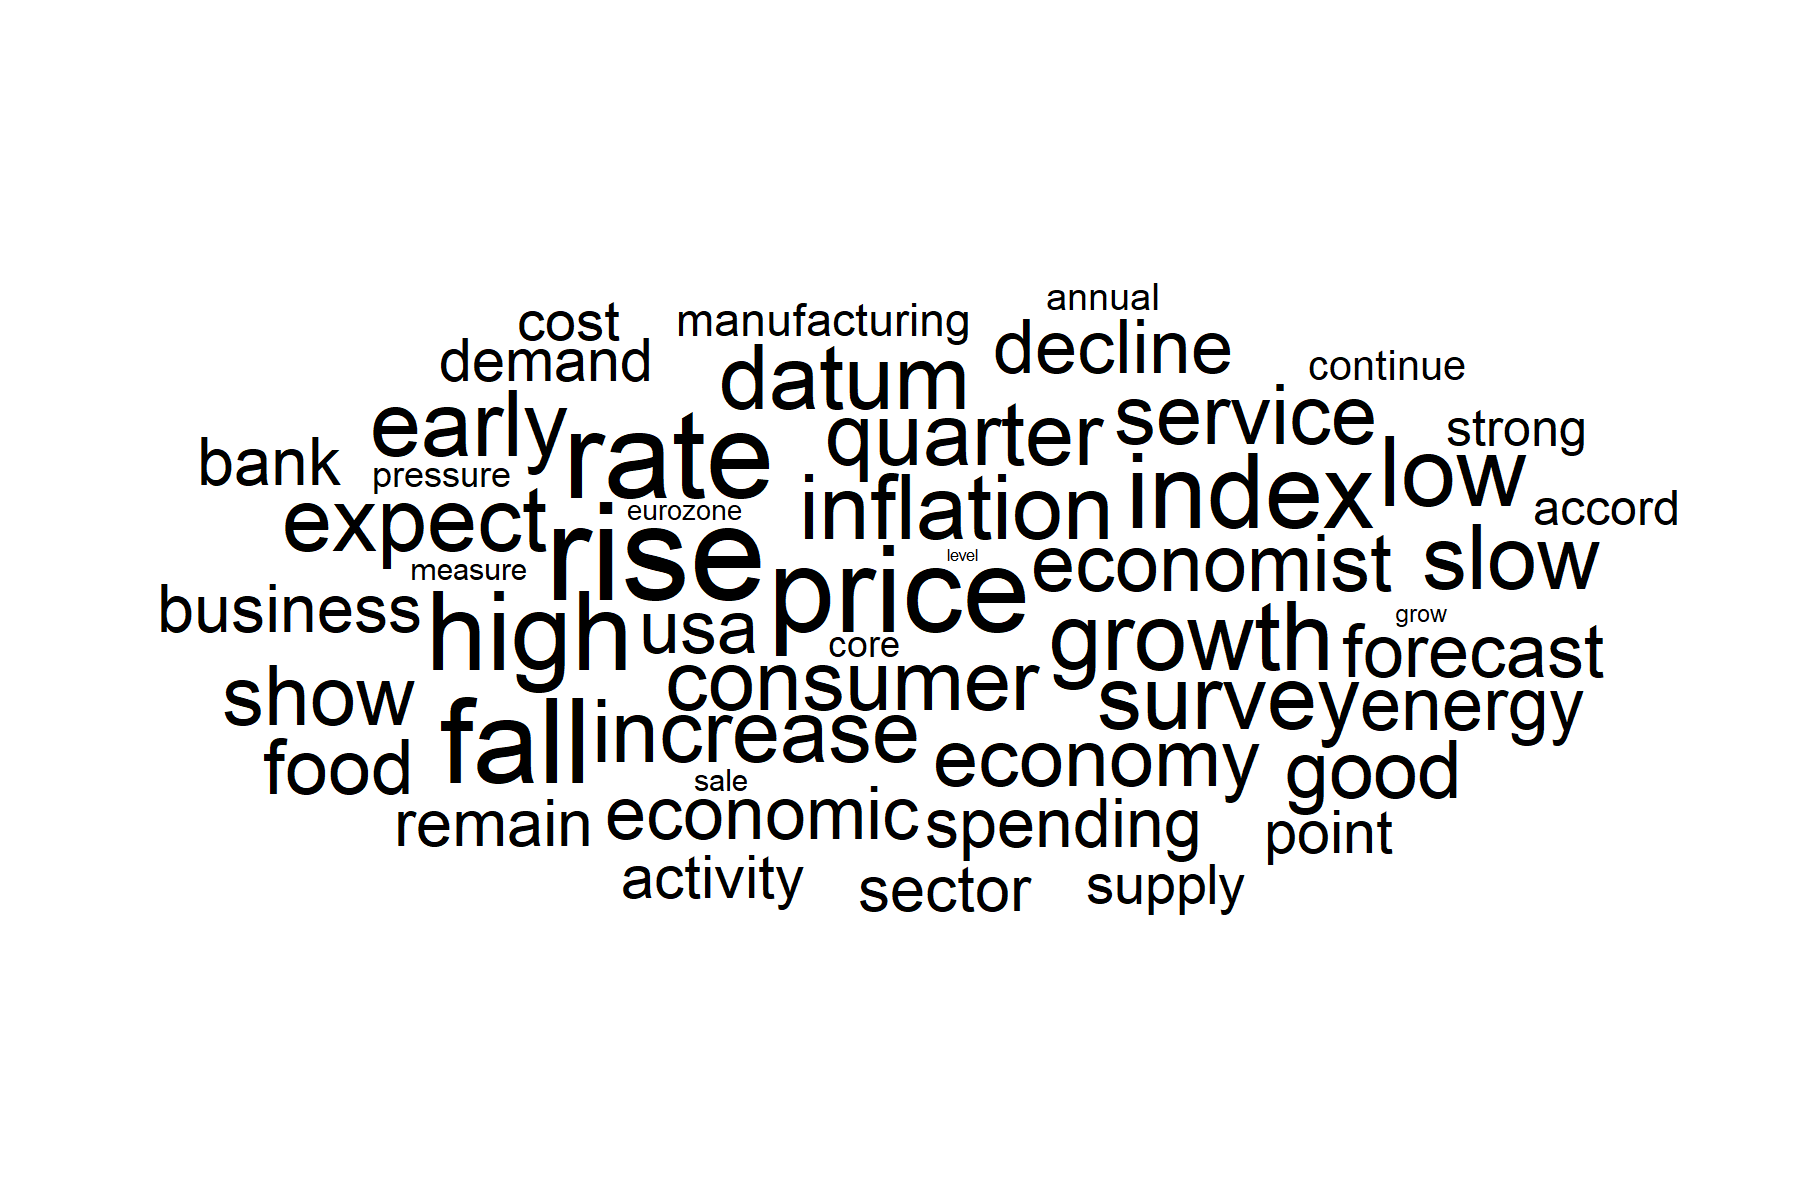 annual
cost
manufacturing
demand
datum
decline
continue
early
rate
quarter
service
strong
bank
pressure
inflation
index
low
expect
eurozone
accord
rise
price
level
economist
slow
measure
business
high
usa
core
growth
grow
forecast
show
consumer
survey
energy
food
fall
increase
economy
good
sale
remain
economic
spending
point
activity
sector
supply